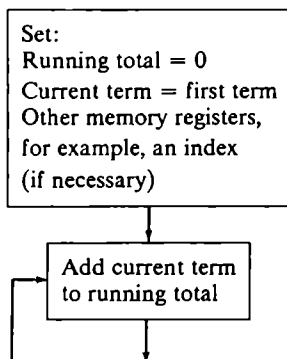 Set:
Running total = 0
Current term = first term
Other memory registers,
for example, an index
(if necessary)
Add current term
to running total